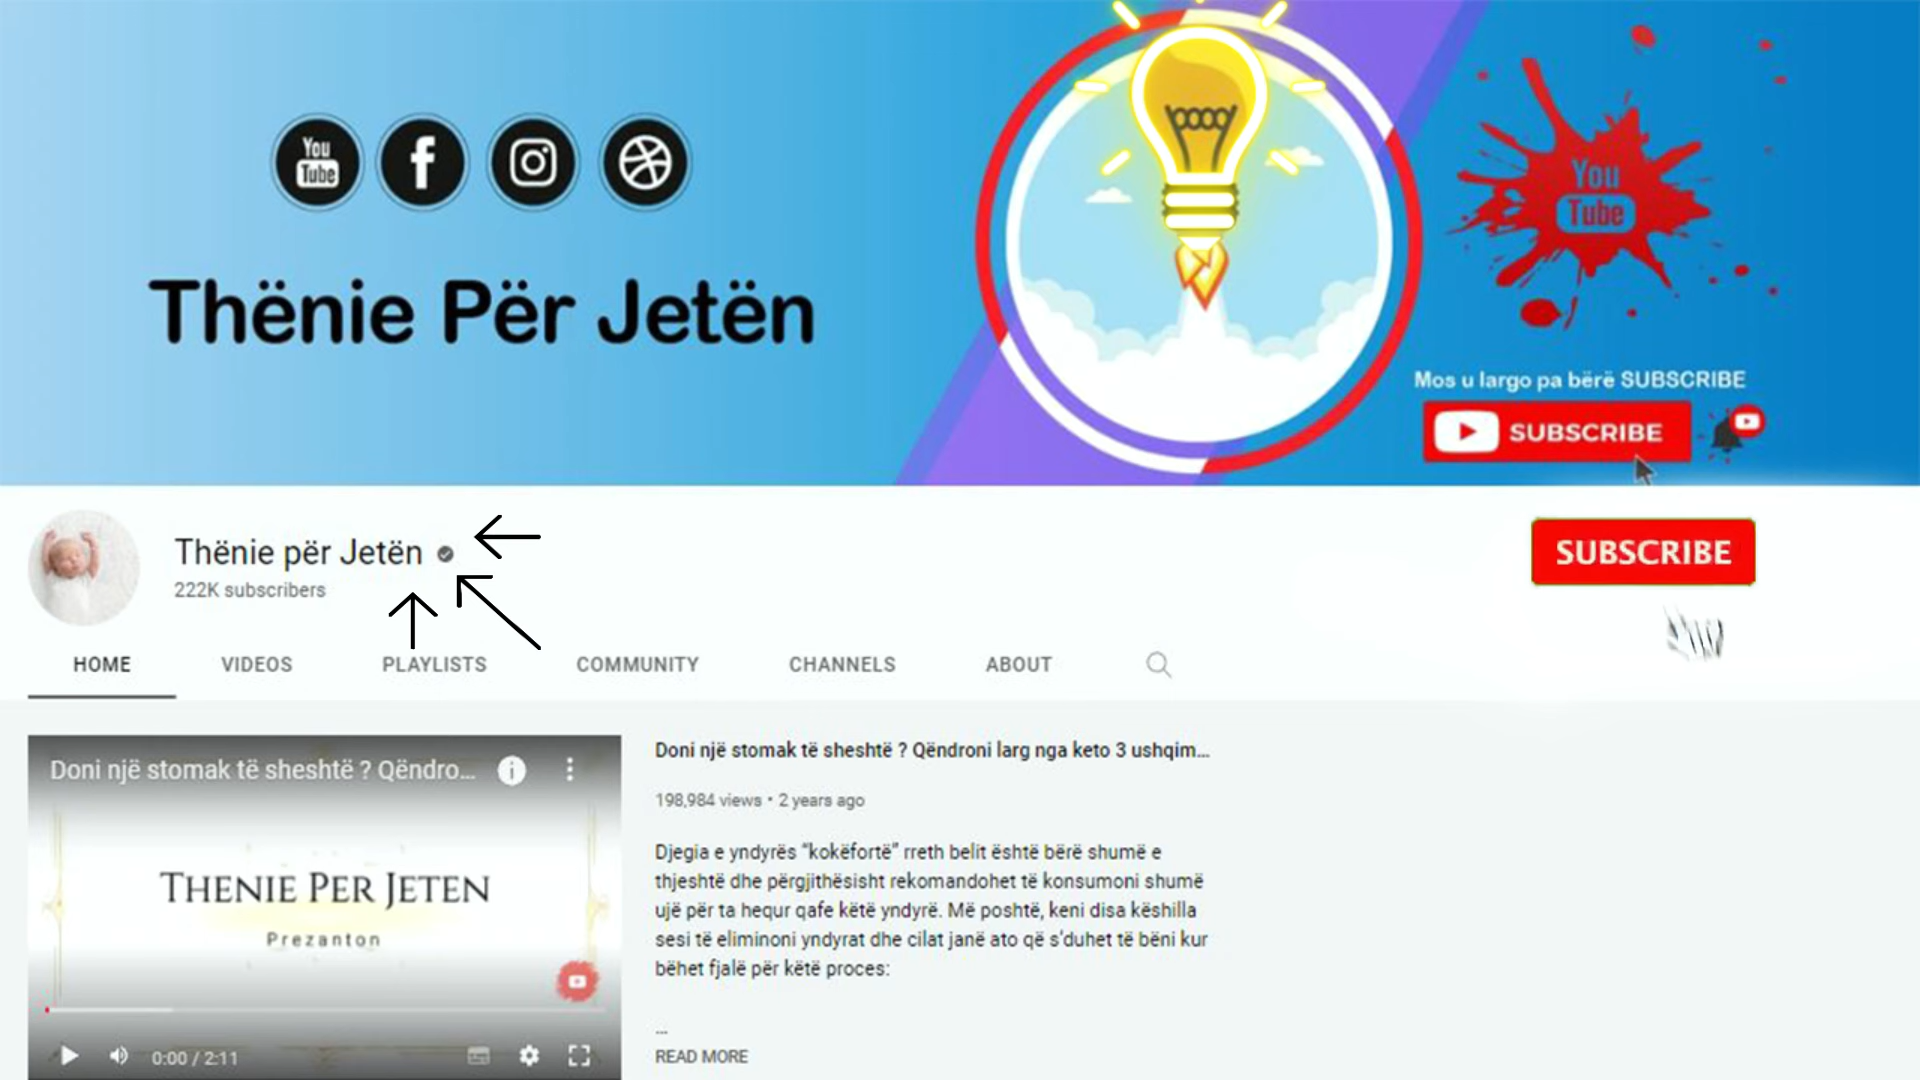 You
Tube
Thënie Për Jetën
You
Tube
Mos u largo pa bërë SUBSCRIBE
SUBSCRIBE
Thënie për Jetën
222K subscribers
SUBSCRIBE
HOME VIDEOS PLAYLISTS COMMUNITY CHANNELS ABOUT
Doni një stomak të sheshtë ? Qëndro...
THENIE PER JETEN
Prezanton
0:00 / 2:11
Doni një stomak të sheshtë ? Qëndroni larg nga keto 3 ushqim...
198,984 views • 2 years ago
Djegia e yndyrës “kokëfortë” rreth belit është bërë shumë e
thjeshtë dhe përgjithësisht rekomandohet të konsumoni shumë
ujë për ta hequr qafe këtë yndyrë. Më poshtë, keni disa këshilla
sesi të eliminoni yndyrat dhe cilat janë ato që s'duhet të bëni kur
bëhet fjalë për këtë proces:
...
READ MORE